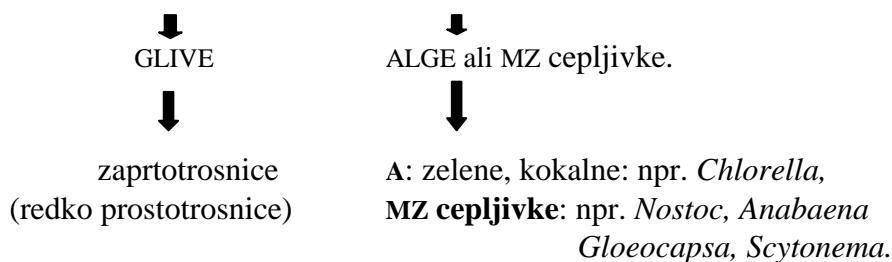 GLIVE ALGE ali MZ cepljivke.
zaprtotrosnice A: zelene, kokalne: npr. Chlorella,
(redko prostotrosnice) MZ cepljivke: npr. Nostoc, Anabaena
Gloeocapsa, Scytonema.